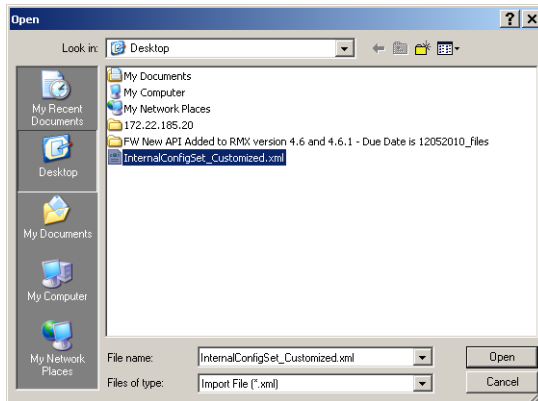 Open
Look in:
Desktop
My Recent Documents
Desktop
My Documents
My Computer
My Network Places
My Documents
My Computer
My Network Places
172.22.185.20
FW New API Added to RMX version 4.6 and 4.6.1 - Due Date is 12052010_files
InternalConfigSet_Customized.xml
File name:
InternalConfigSet_Customized.xml
Open
Files of type:
Import File (*.xml)
Cancel